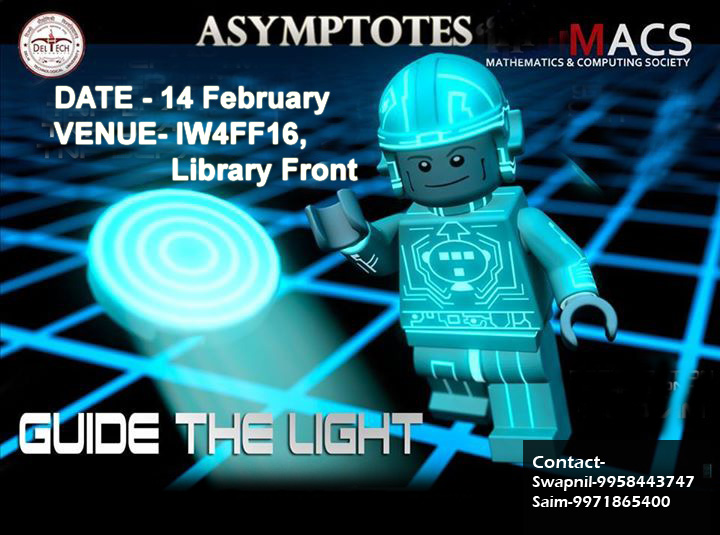 DELTECH
ASYMPTOTES
MACS
MATHEMATICS & COMPUTING SOCIETY
DATE - 14 February
VENUE- IW4FF16,
Library Front
GUIDE THE LIGHT
Contact-
Swapnil-9958443747
Saim-9971865400